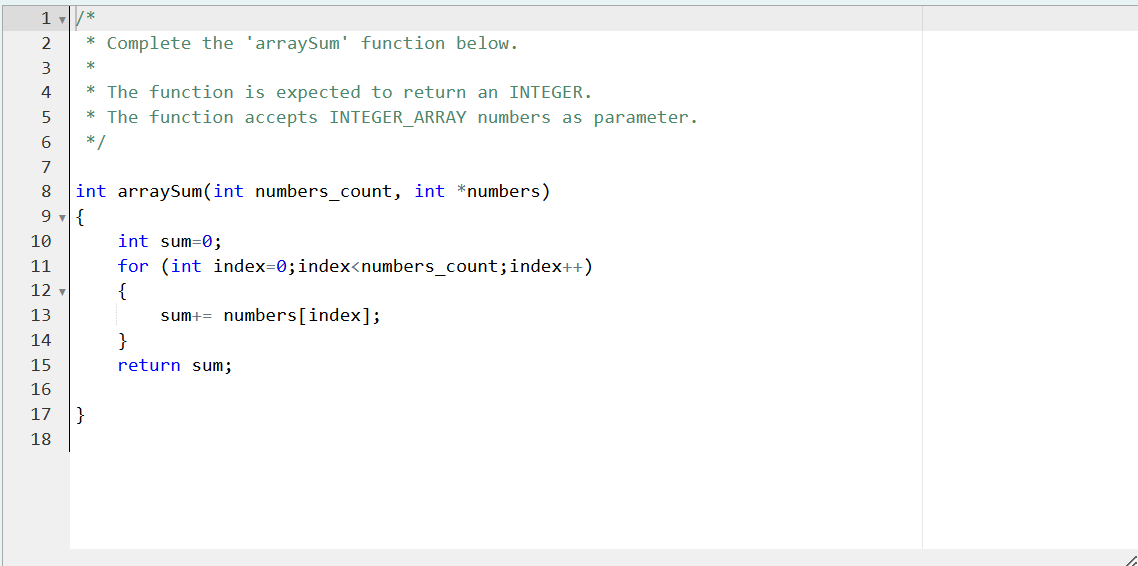 1 /*
2  * Complete the 'arraySum' function below.
3  *
4  * The function is expected to return an INTEGER.
5  * The function accepts INTEGER_ARRAY numbers as parameter.
6  */
7
8 int arraySum(int numbers_count, int *numbers)
9 {
10     int sum=0;
11     for (int index=0;index<numbers_count;index++)
12     {
13         sum+= numbers[index];
14     }
15     return sum;
16
17 }
18